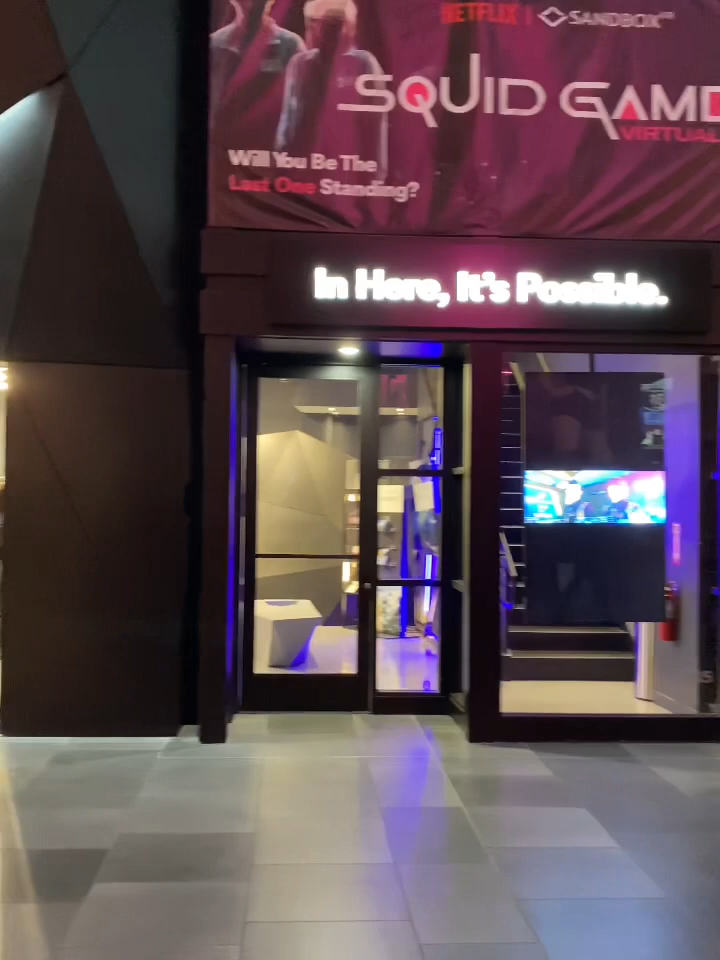 NETFLIX | SANDBOX VR
SQUID GAME
VIRTUAL
Will You Be The
Last One Standing?
In Here, It's Possible.